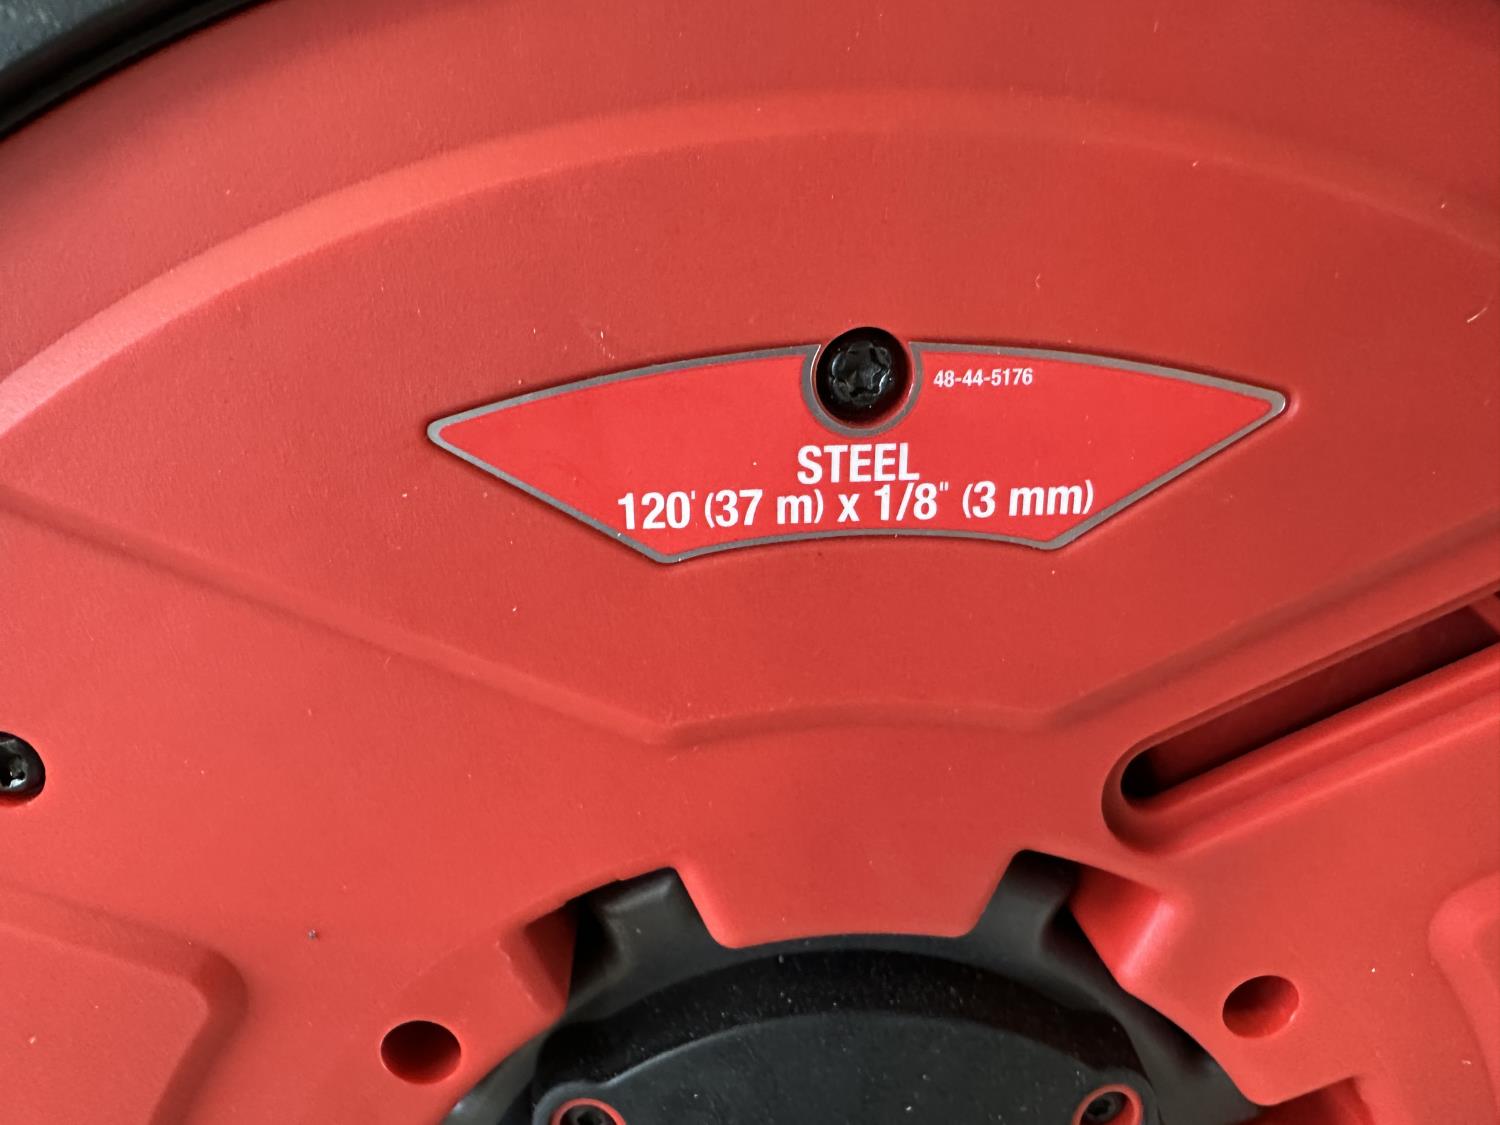 48-44-5176
STEEL
120' (37 m) x 1/8" (3 mm)